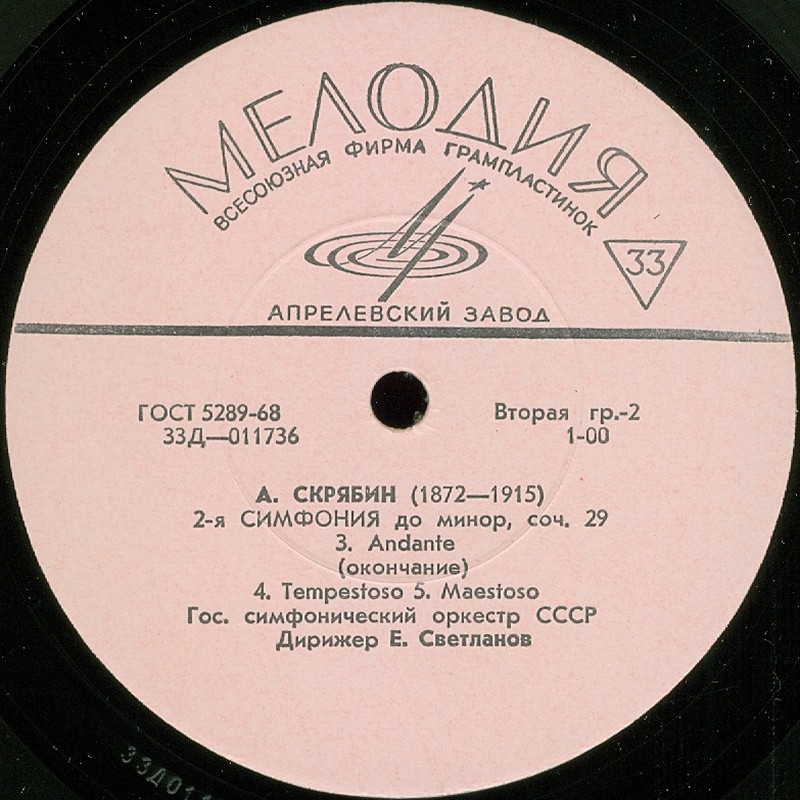 МЕЛОДИЯ
ВСЕСОЮЗНАЯ ФИРМА ГРАМПЛАСТИНОК
33
АПРЕЛЕВСКИЙ ЗАВОД
ГОСТ 5289-68
Вторая гр.-2
33Д—011736
1-00
А. СКРЯБИН (1872—1915)
2-я СИМФОНИЯ до минор, соч. 29
3. Andante
(окончание)
4. Tempestoso 5. Maestoso
Гос. симфонический оркестр СССР
Дирижер Е. Светланов